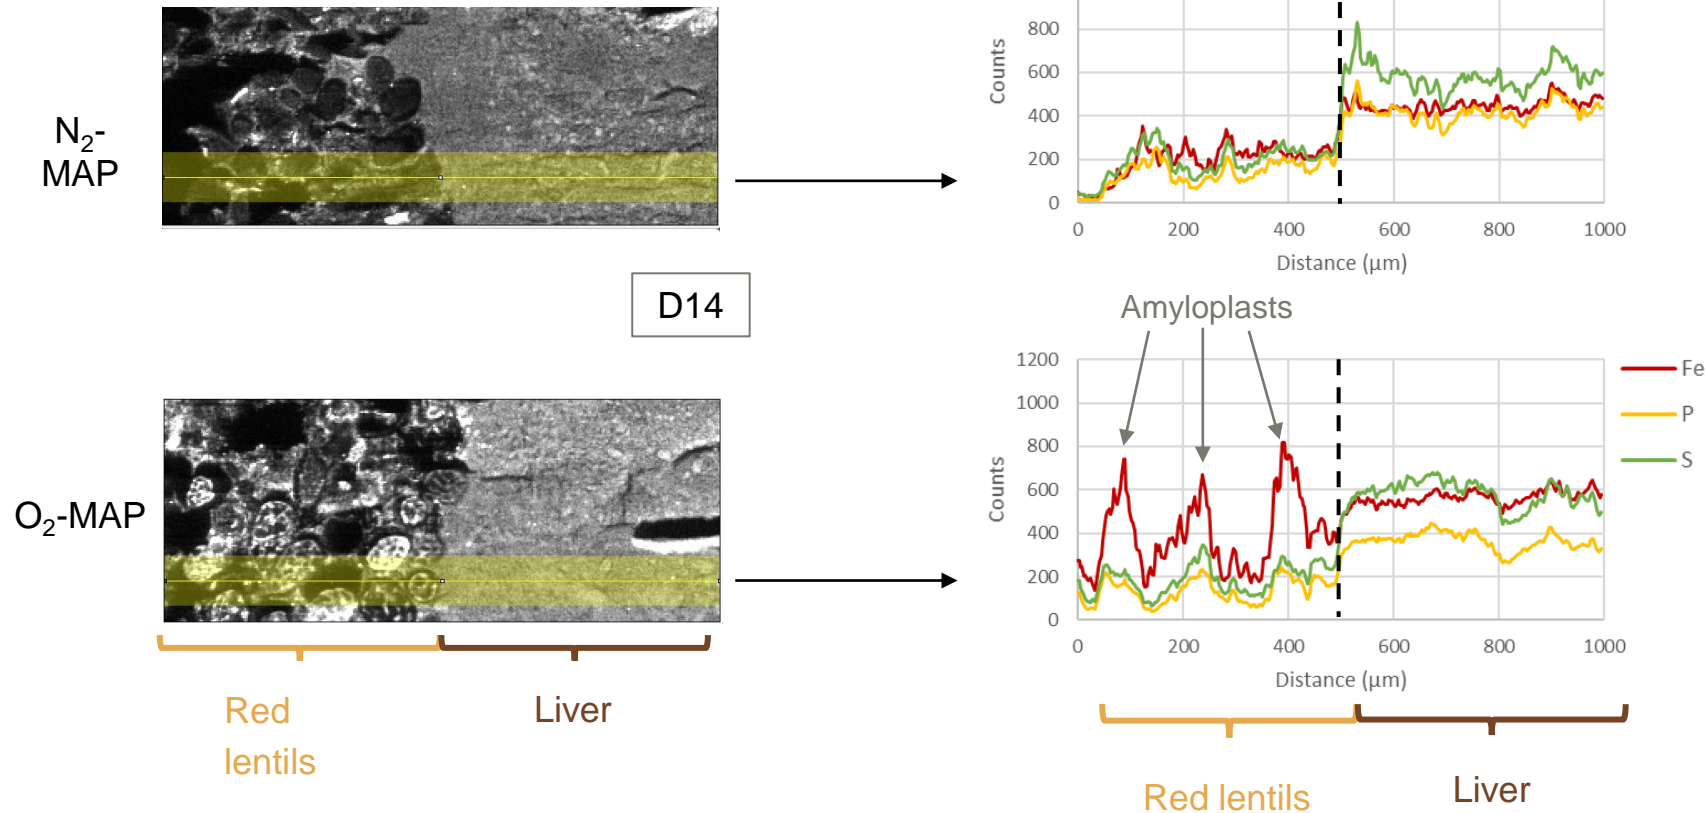 N2-
MAP
800
600
400
200
0
Counts
0 200 400 600 800 1000
Distance (µm)
D14
Amyloplasts
O2-MAP
1200
1000
800
600
400
200
0
Counts
0 200 400 600 800 1000
Distance (µm)
Fe
P
S
Red
lentils
Liver
Red lentils
Liver